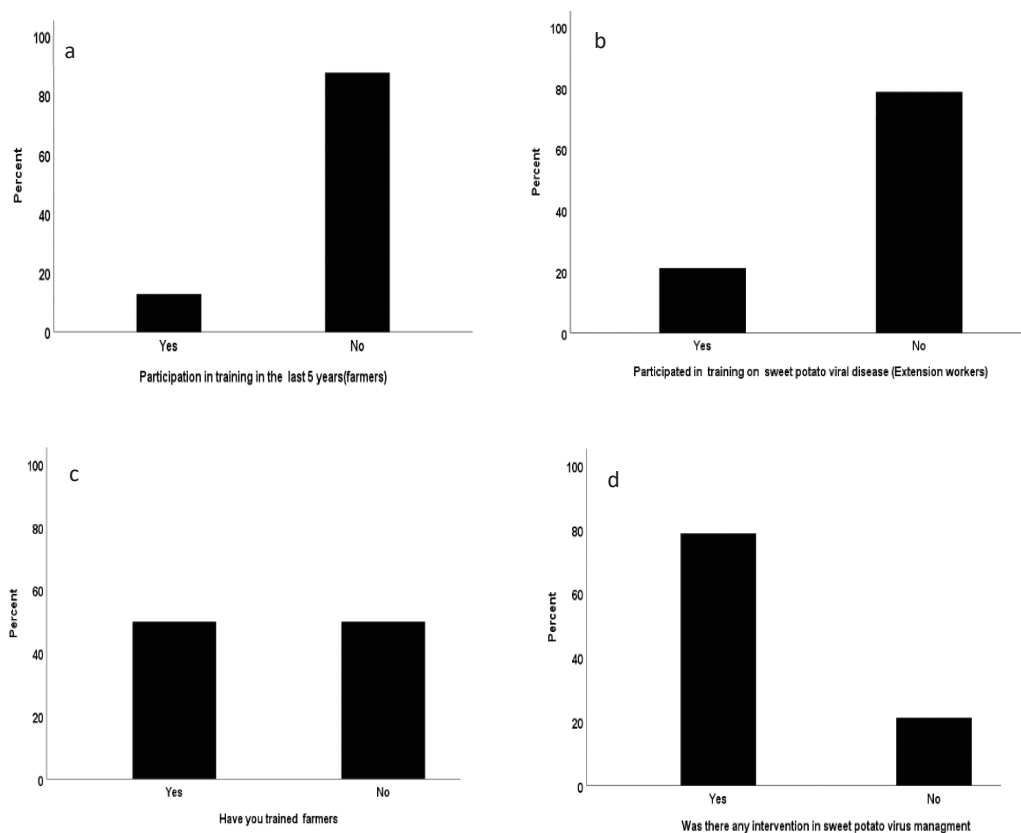 a
100
80
60
40
20
0
Percent
Yes No
Participation in training in the last 5 years(farmers)
b
100
80
60
40
20
0
Percent
Yes No
Participated in training on sweet potato viral disease (Extension workers)
c
100
80
60
40
20
0
Percent
Yes No
Have you trained farmers
d
100
80
60
40
20
0
Percent
Yes No
Was there any intervention in sweet potato virus managment